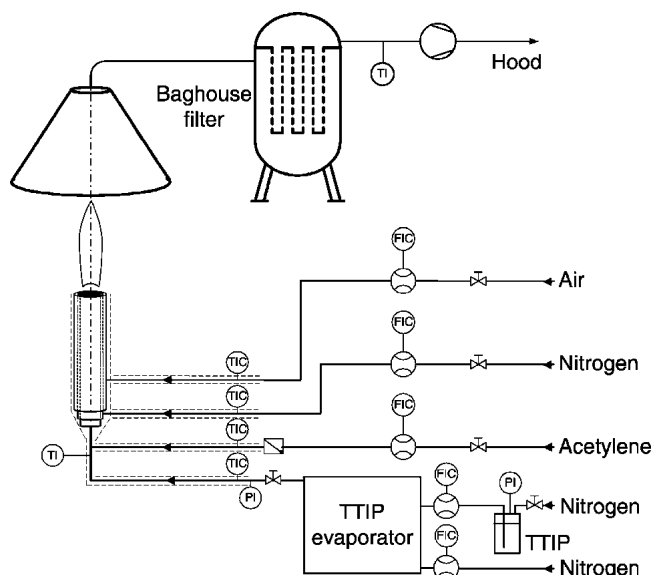 Hood
TI
Baghouse
filter
FIC
Air
FIC
Nitrogen
TIC
TIC
FIC
TIC
Acetylene
TI
TIC
PI
FIC
PI
Nitrogen
TTIP
evaporator
TTIP
FIC
Nitrogen